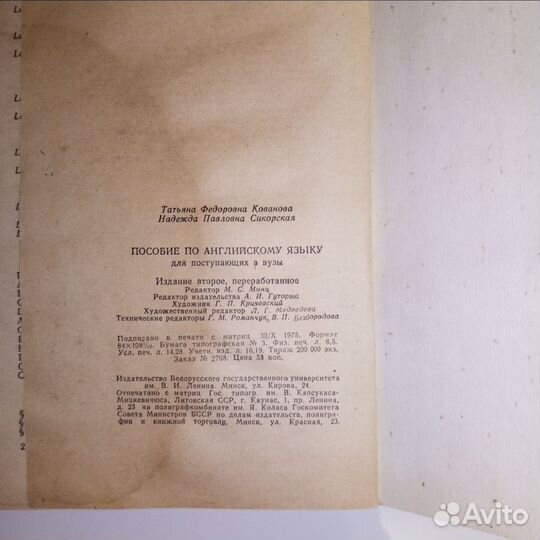 Татьяна Федоровна Кованова
Надежда Павловна Сикорская
ПОСОБИЕ ПО АНГЛИЙСКОМУ ЯЗЫКУ
для поступающих в вузы
Издание второе, переработанное
Редактор М. С. Минц
Редактор издательства А. И. Гуторова
Художник Г. П. Кричевский
Художественный редактор Л. Г. Медведева
Технические редакторы Г. М. Романчук, В. П. Безбородова
Подписано к печати с матриц 30/X 1975. Формат
84×108 1/32. Бумага типографская № 3. Физ. печ. л. 8,5.
Усл. печ. л. 14,28. Учетн. изд. л. 16,19. Тираж 200 000 экз.
Заказ № 2768. Цена 53 коп.
Издательство Белорусского государственного университета
им. В. И. Ленина. Минск, ул. Кирова, 24.
Отпечатано с матриц Гос. типогр. им. В. Капсукаса-
Мицкевичюса, Литовская ССР, г. Каунас, 1, пр. Ленина,
д. 23 на полиграфкомбинате им. Я. Коласа Госкомитета
Совета Министров БССР по делам издательств, полигра-
фии и книжной торговли, Минск, ул. Красная, 23.
Avito